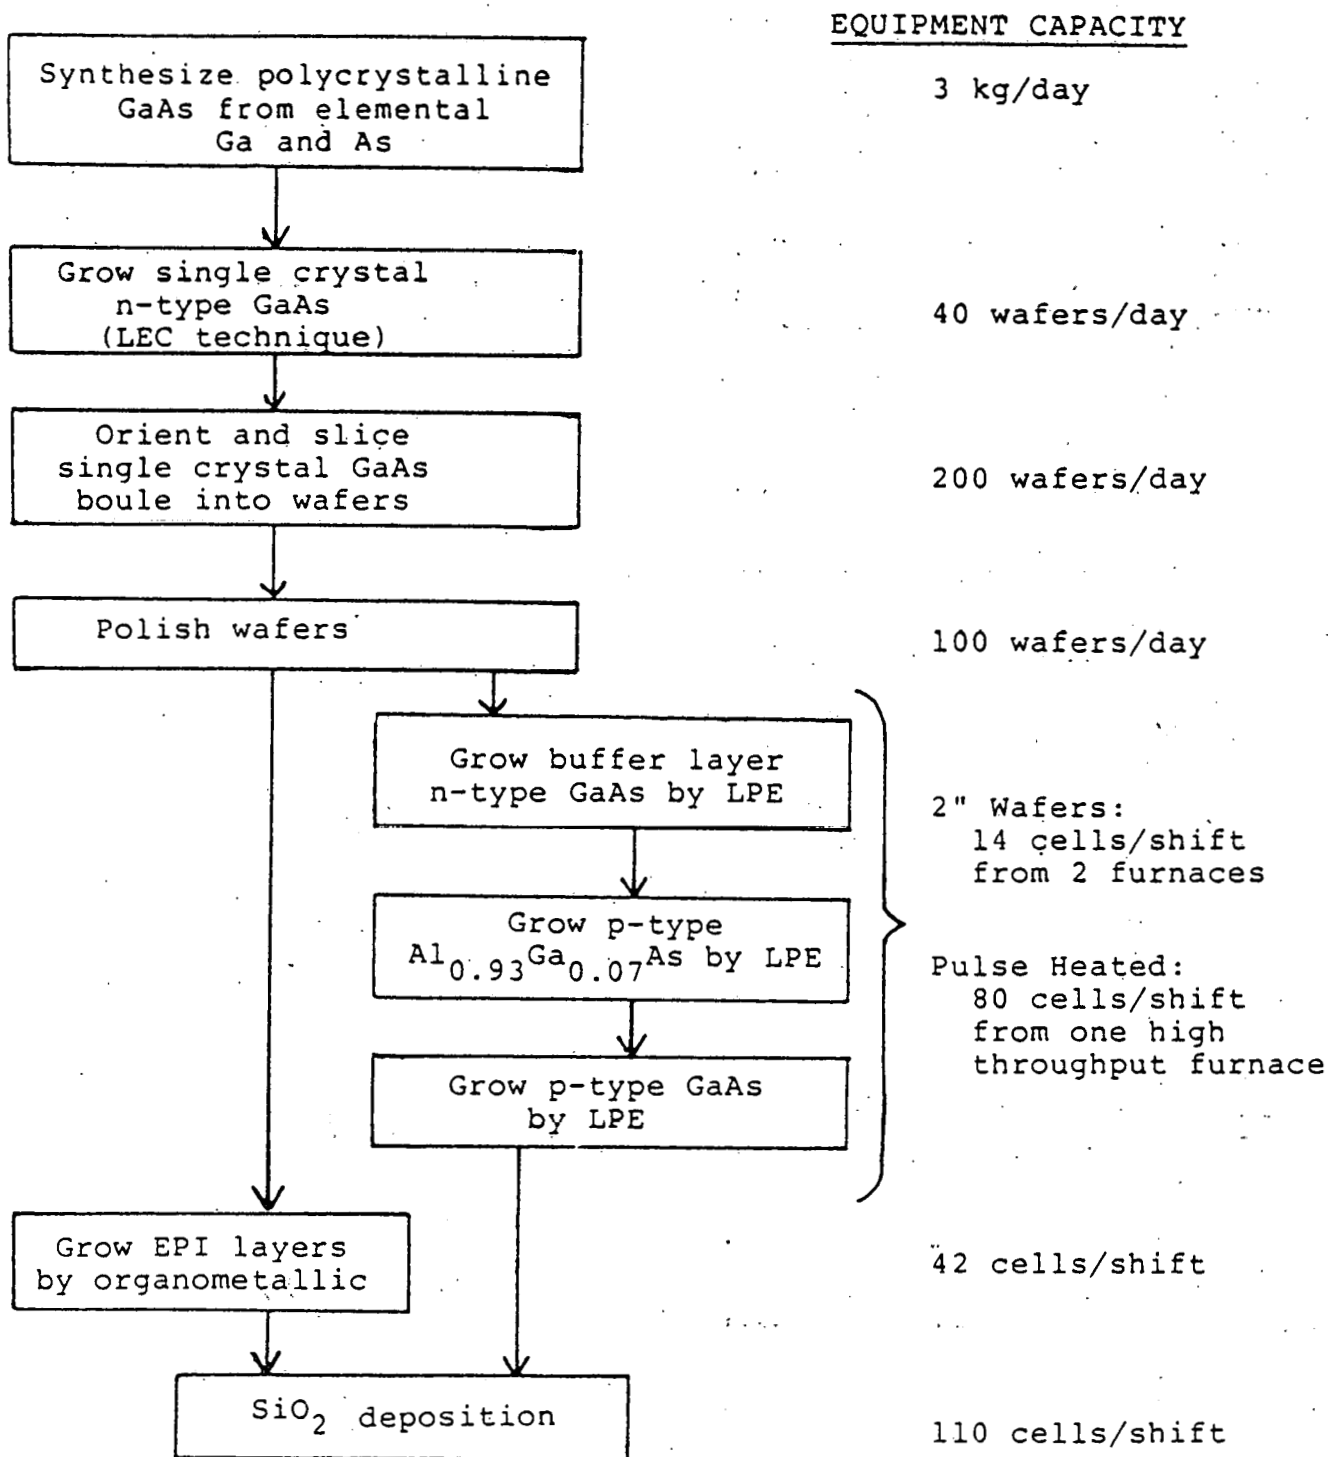 EQUIPMENT CAPACITY
Synthesize polycrystalline
GaAs from elemental
Ga and As
3 kg/day
Grow single crystal
n-type GaAs
(LEC technique)
40 wafers/day
Orient and slice
single crystal GaAs
boule into wafers
200 wafers/day
Polish wafers
100 wafers/day
Grow buffer layer
n-type GaAs by LPE
Grow p-type
Al0.93Ga0.07As by LPE
Grow p-type GaAs
by LPE
2" Wafers:
14 cells/shift
from 2 furnaces
Pulse Heated:
80 cells/shift
from one high
throughput furnace
Grow EPI layers
by organometallic
42 cells/shift
SiO2 deposition
110 cells/shift